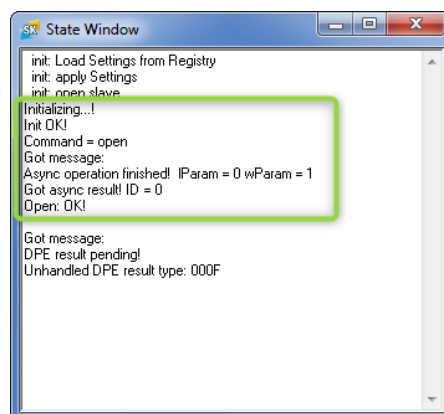 SK State Window
init: Load Settings from Registry
init: apply Settings
init: open slave
Initializing...!
Init OK!
Command = open
Got message:
Async operation finished! lParam = 0 wParam = 1
Got async result! ID = 0
Open: OK!
Got message:
DPE result pending!
Unhandled DPE result type: 000F